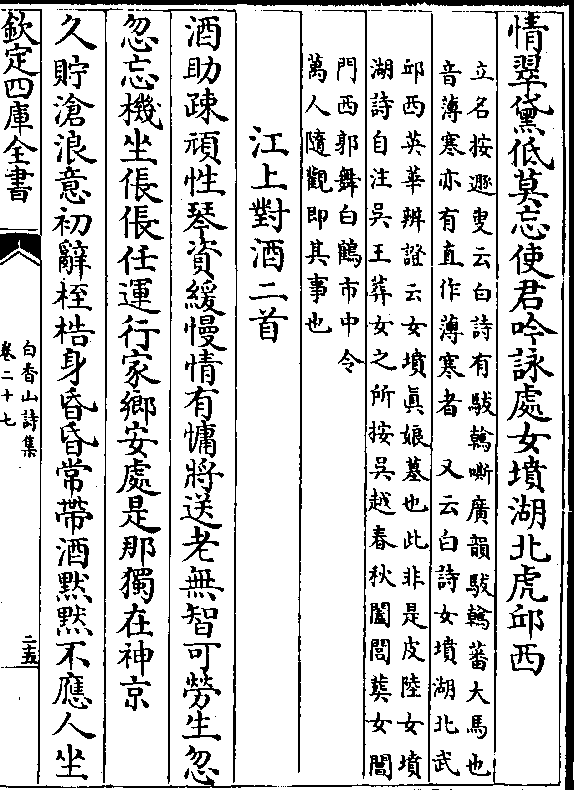 情翠黛低莫忘使君吟詠處女墳湖北虎邱西
立名按遯叟云白詩有駊䮧嘶廣韻駊䮧蕃大馬也
音薄寒亦有直作薄寒者　又云白詩女墳湖北武
邱西英華辨證云女墳眞娘墓也此非是皮陸女墳
湖詩自注吳王葬女之所按吳越春秋闔閭葬女閶
門西郭舞白鶴市中令
萬人隨觀即其事也
江上對酒二首
酒助疎頑性琴資緩慢情有慵將送老無智可勞生忽
忽忘機坐倀倀任運行家鄉安處是那獨在神京
久貯滄浪意初辭桎梏身昏昏常帶酒默默不應人坐
欽定四庫全書
白香山詩集
卷二十七
二五